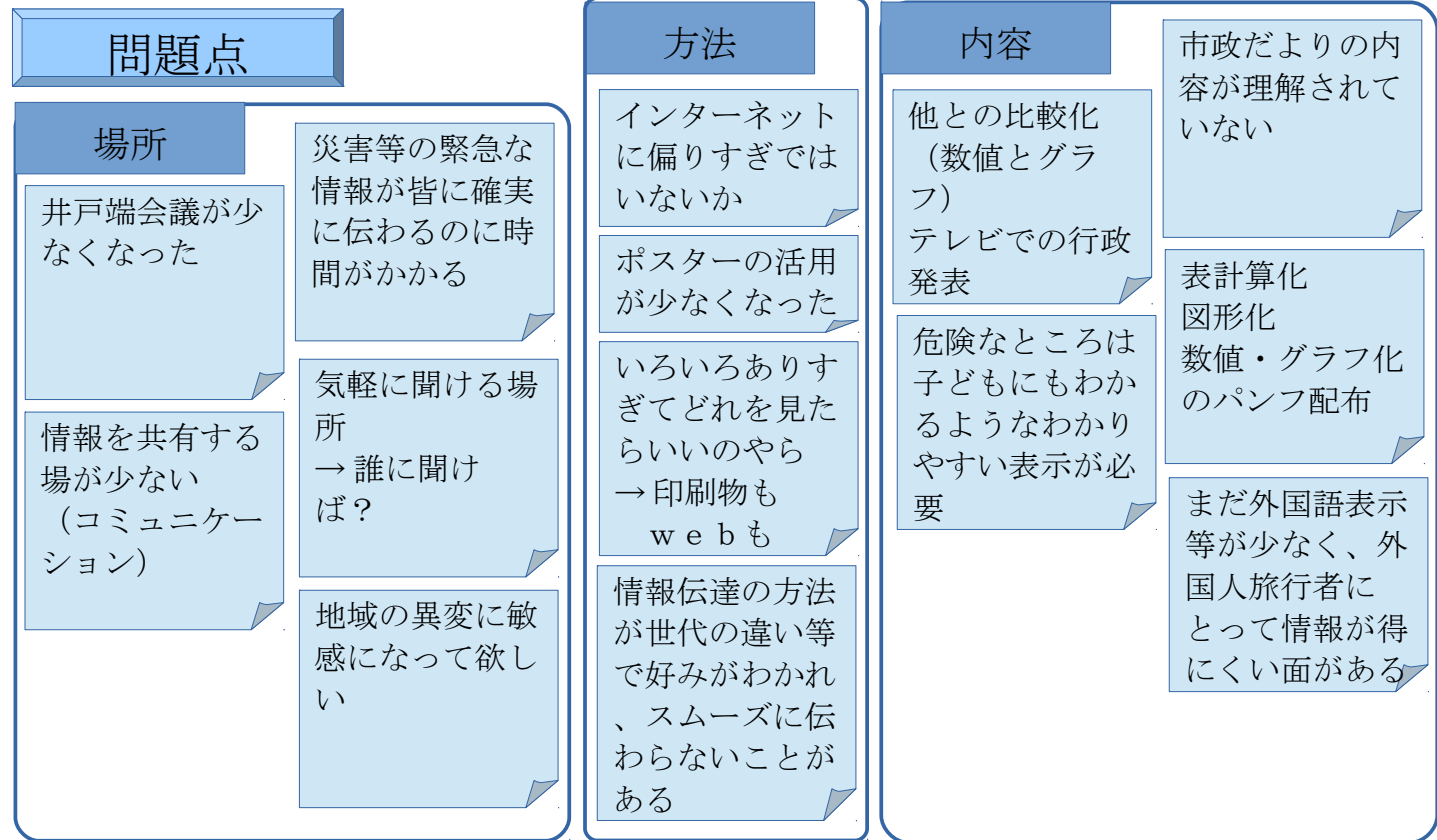 問題点
場所
井戸端会議が少
なくなった
情報を共有する
場が少ない
（コミュニケー
ション）
災害等の緊急な
情報が皆に確実
に伝わるのに時
間がかかる
気軽に聞ける場
所
→誰に聞け
ば？
地域の異変に敏
感になって欲し
い
方法
インターネット
に偏りすぎでは
いないか
ポスターの活用
が少なくなった
いろいろありす
ぎてどれを見た
らいいのやら
→印刷物も
ｗｅｂも
情報伝達の方法
が世代の違い等
で好みがわかれ
、スムーズに伝
わらないことが
ある
内容
他との比較化
（数値とグラ
フ）
テレビでの行政
発表
危険なところは
子どもにもわか
るようなわかり
やすい表示が必
要
市政だよりの内
容が理解されて
いない
表計算化
図形化
数値・グラフ化
のパンフ配布
まだ外国語表示
等が少なく、外
国人旅行者に
とって情報が得
にくい面がある